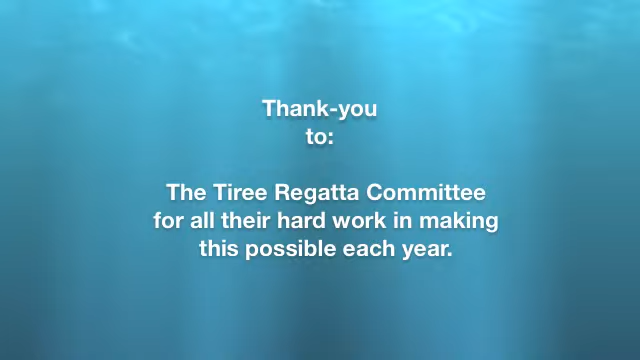 Thank-you
to:
The Tiree Regatta Committee
for all their hard work in making
this possible each year.